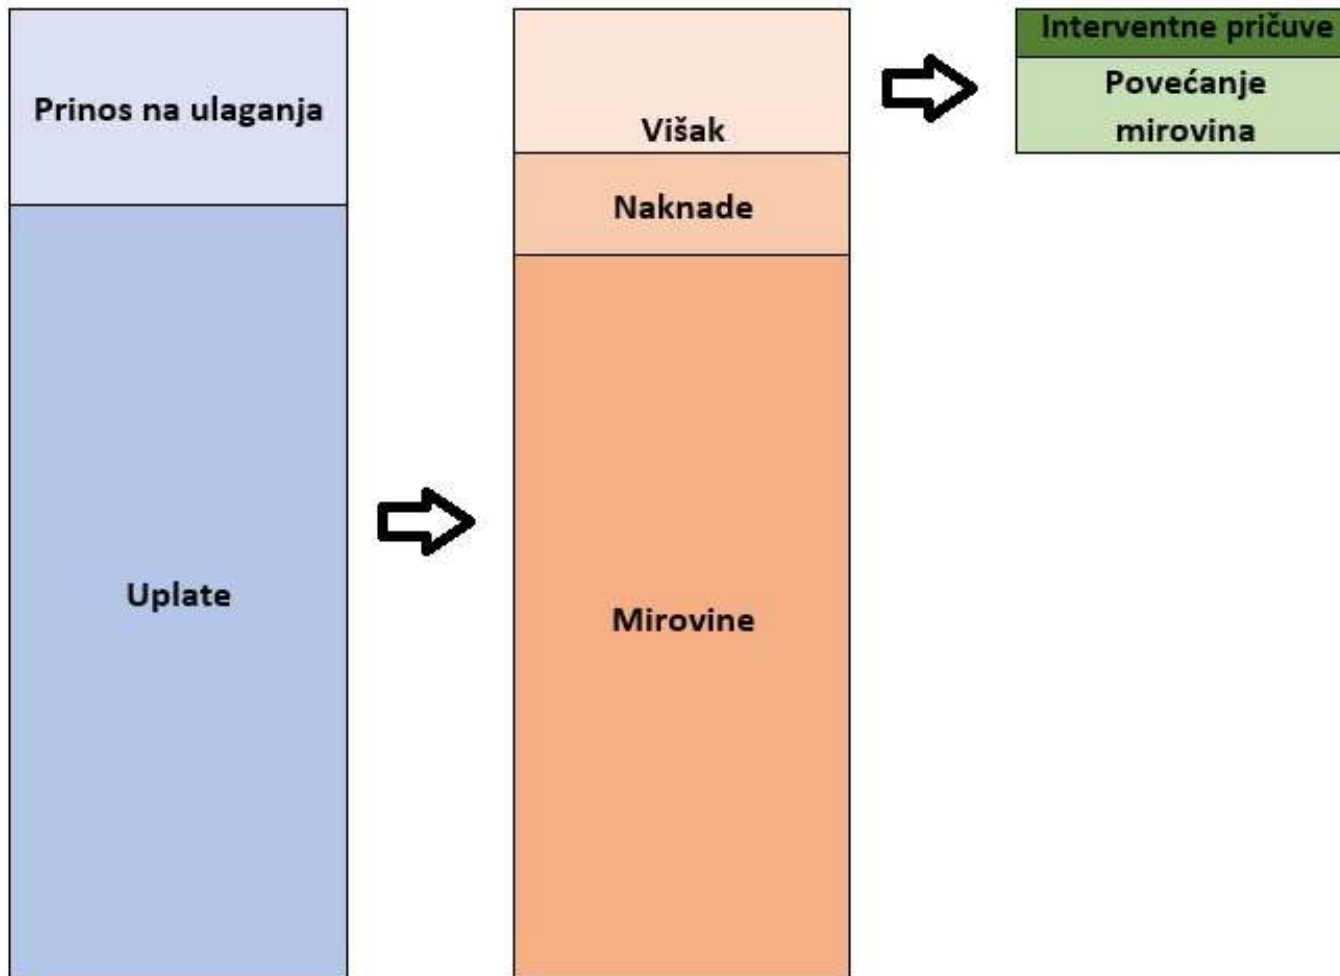 Prinos na ulaganja
Uplate
Višak
Naknade
Mirovine
Interventne pričuve
Povećanje
mirovina